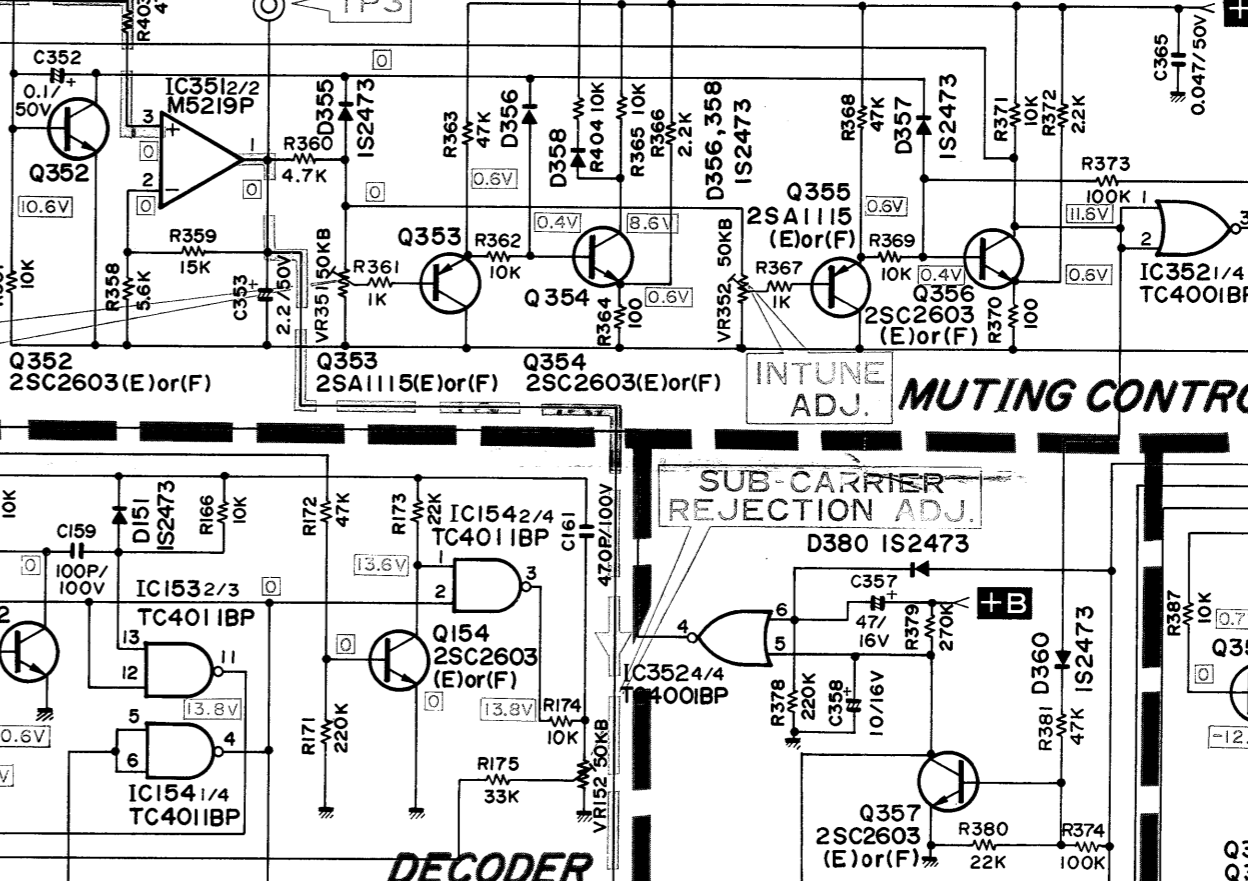 TP3
C352
0.1/
50V
Q352
10.6V
10K
IC351 2/2
M5219P
3
+
0
2
−
0
1
0
R359
15K
R358
5.6K
C353
2.2/50V
R360
4.7K
D355
IS2473
0
0
VR351 50KB
R361
1K
Q353
R363
47K
0.6V
R362
10K
D356
0.4V
Q354
D358
R404 10K
R365 10K
R366
2.2K
8.6V
0.6V
R364
100
D356,358
IS2473
VR352 50KB
R367
1K
Q355
2SA1115
(E)or(F)
R368
47K
0.6V
R369
10K
D357
IS2473
0.4V
Q356
2SC2603
(E)or(F)
R370
100
R371
10K
R372
2.2K
11.6V
0.6V
R373
100K
1
2
3
IC352 1/4
TC4001BP
C365
0.047/50V
+
Q352
2SC2603(E)or(F)
Q353
2SA1115(E)or(F)
Q354
2SC2603(E)or(F)
INTUNE
ADJ.
MUTING CONTRO
10K
C159
100P/
100V
0
D151
IS2473
R166
10K
R172
47K
R173
22K
IC154 2/4
TC4011BP
13.6V
1
2
3
C161
470P/100V
SUB-CARRIER
REJECTION ADJ.
IC153 2/3
TC4011BP
0
13
12
11
13.8V
2
0.6V
V
5
6
4
IC154 1/4
TC4011BP
R171
220K
0
Q154
2SC2603
(E)or(F)
0
13.8V
R174
10K
R175
33K
VR152 50KB
DECODER
D380 IS2473
C357
47/
16V
R379
270K
+B
4
6
5
IC352 4/4
TC4001BP
R378
220K
C358
10/16V
D360
IS2473
R381
47K
Q357
2SC2603
(E)or(F)
R380
22K
R374
100K
R387
10K
0.7
Q35
0
-12.
Q3
Q3